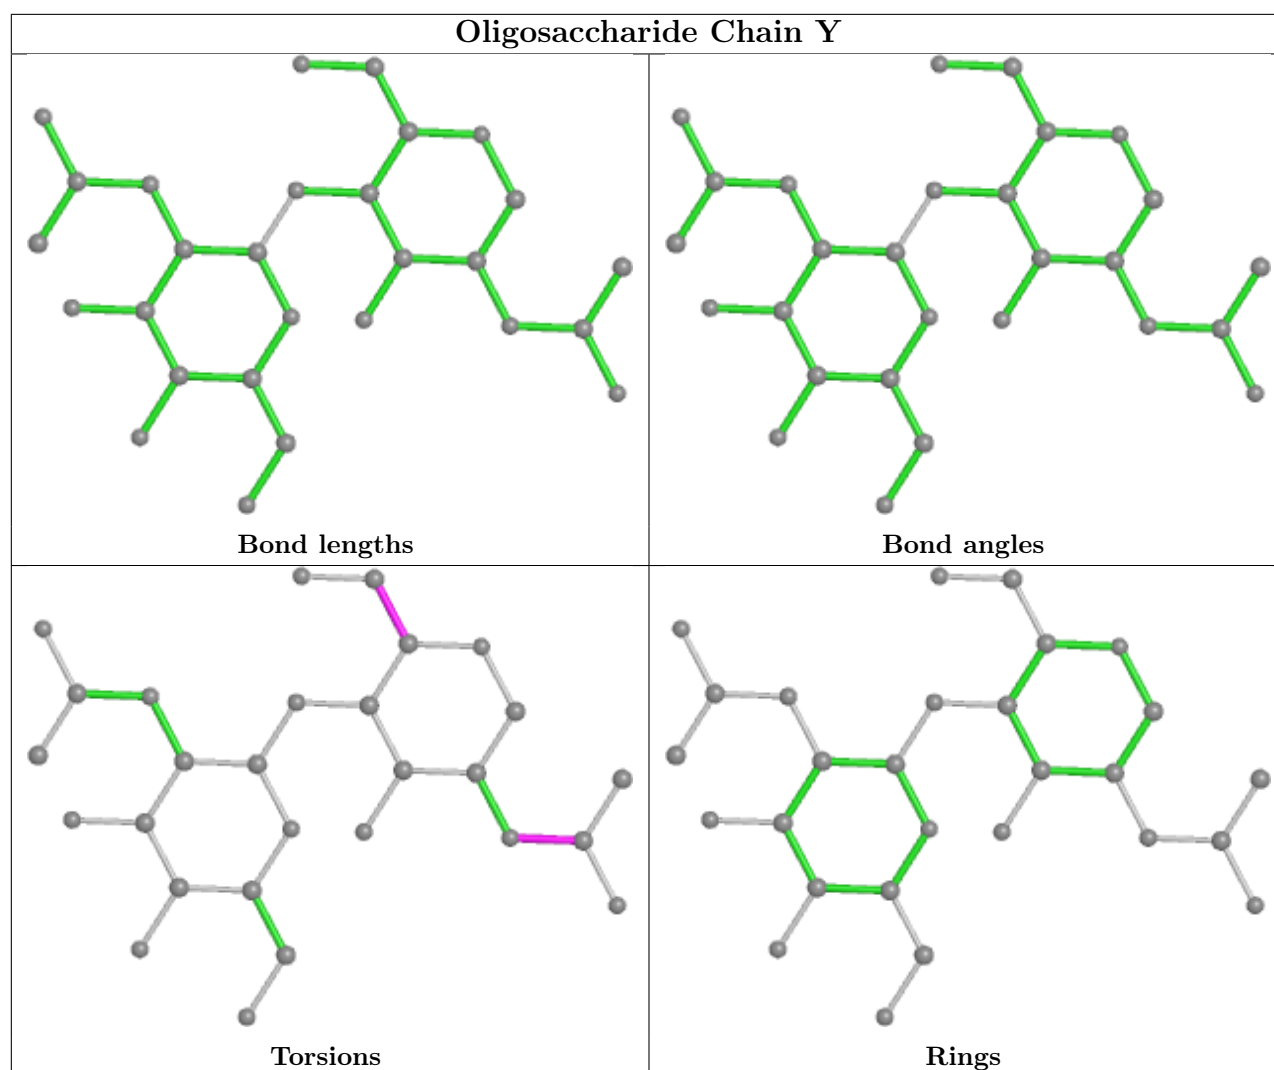 Oligosaccharide Chain Y
Bond lengths
Bond angles
Torsions
Rings